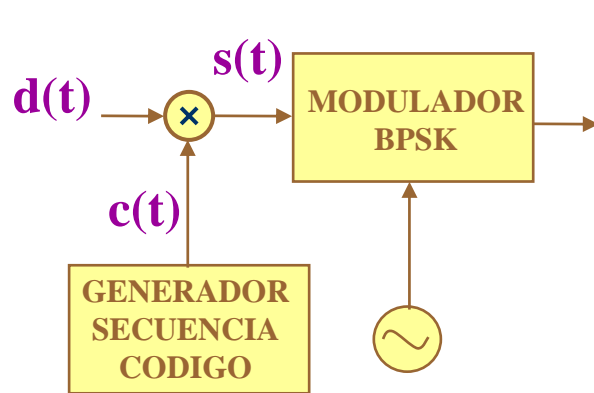 s(t)
d(t)
×
MODULADOR
BPSK
c(t)
GENERADOR
SECUENCIA
CODIGO